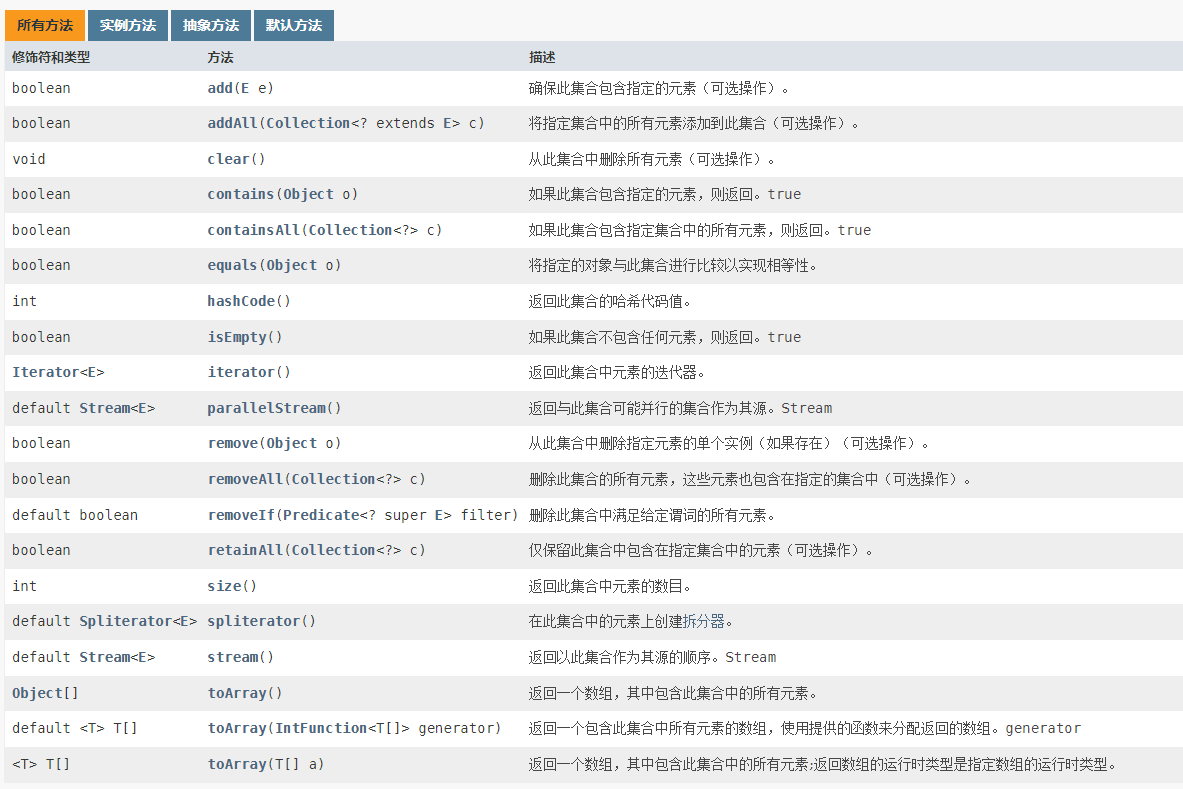 所有方法 实例方法 抽象方法 默认方法
修饰符和类型 方法 描述
boolean add(E e) 确保此集合包含指定的元素（可选操作）。
boolean addAll(Collection<? extends E> c) 将指定集合中的所有元素添加到此集合（可选操作）。
void clear() 从此集合中删除所有元素（可选操作）。
boolean contains(Object o) 如果此集合包含指定的元素，则返回。true
boolean containsAll(Collection<?> c) 如果此集合包含指定集合中的所有元素，则返回。true
boolean equals(Object o) 将指定的对象与此集合进行比较以实现相等性。
int hashCode() 返回此集合的哈希代码值。
boolean isEmpty() 如果此集合不包含任何元素，则返回。true
Iterator<E> iterator() 返回此集合中元素的迭代器。
default Stream<E> parallelStream() 返回与此集合可能并行的集合作为其源。Stream
boolean remove(Object o) 从此集合中删除指定元素的单个实例（如果存在）（可选操作）。
boolean removeAll(Collection<?> c) 删除此集合的所有元素，这些元素也包含在指定的集合中（可选操作）。
default boolean removeIf(Predicate<? super E> filter) 删除此集合中满足给定谓词的所有元素。
boolean retainAll(Collection<?> c) 仅保留此集合中包含在指定集合中的元素（可选操作）。
int size() 返回此集合中元素的数目。
default Spliterator<E> spliterator() 在此集合中的元素上创建拆分器。
default Stream<E> stream() 返回以此集合作为其源的顺序。Stream
Object[] toArray() 返回一个数组，其中包含此集合中的所有元素。
default <T> T[] toArray(IntFunction<T[]> generator) 返回一个包含此集合中所有元素的数组，使用提供的函数来分配返回的数组。generator
<T> T[] toArray(T[] a) 返回一个数组，其中包含此集合中的所有元素;返回数组的运行时类型是指定数组的运行时类型。